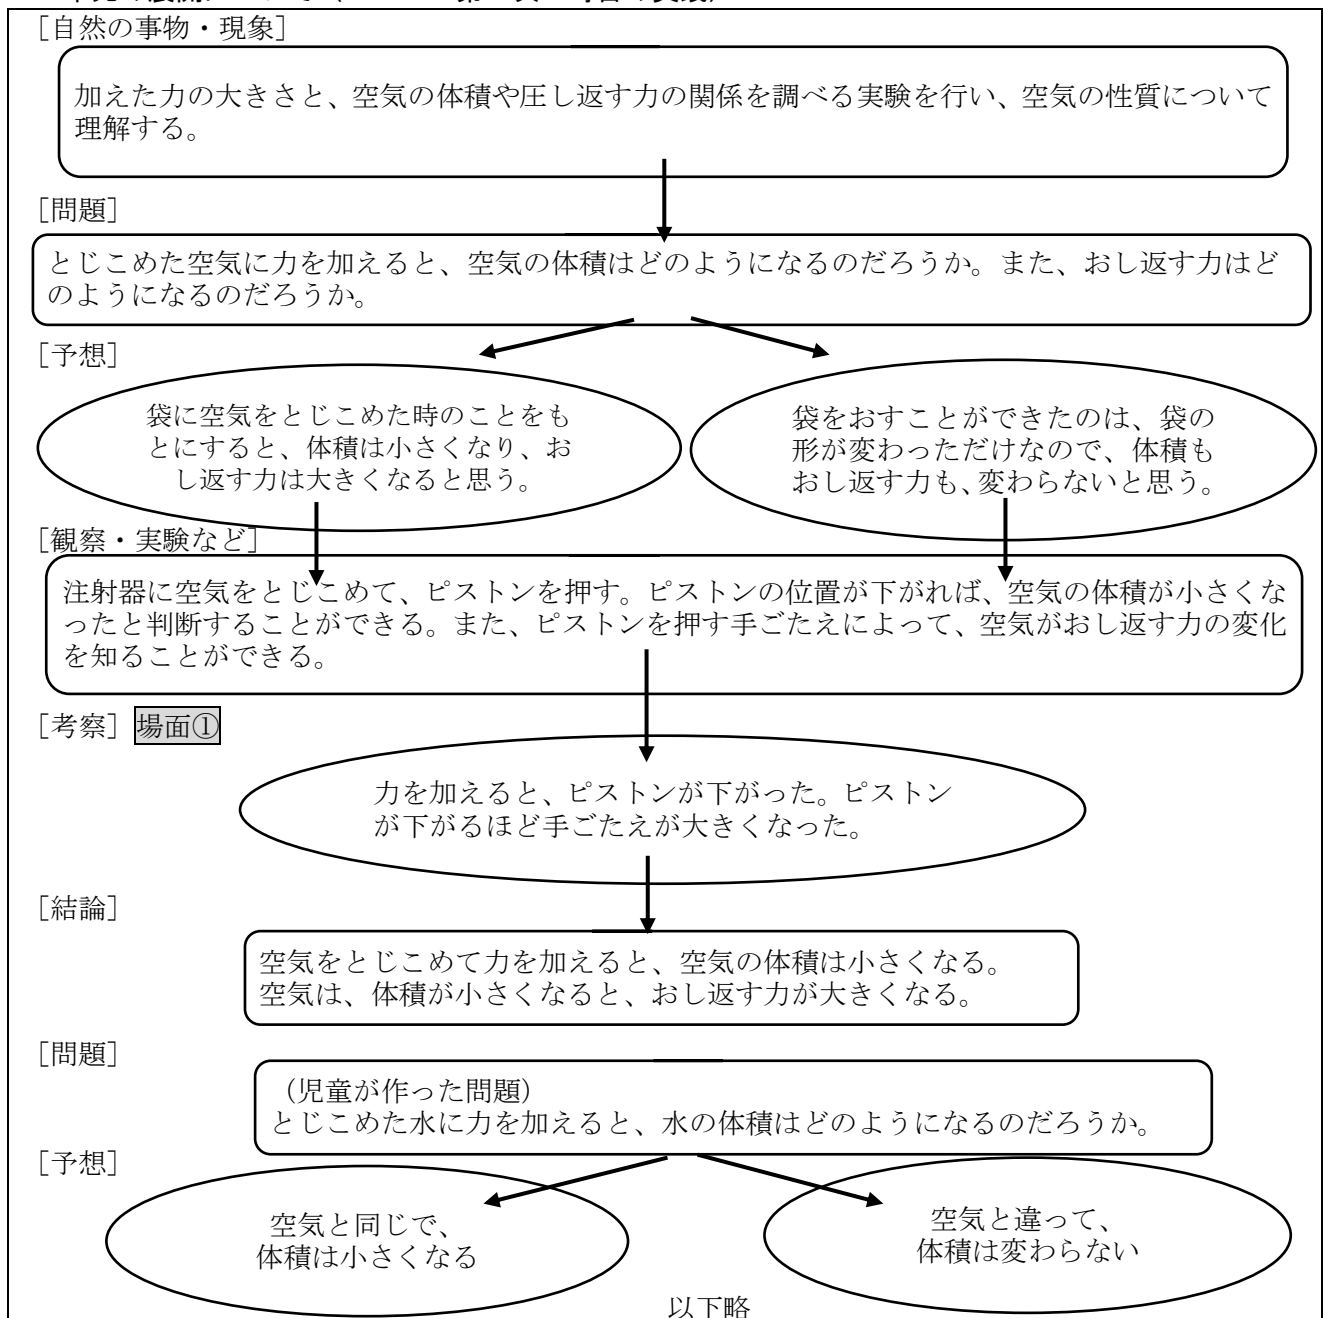 [自然の事物・現象]
加えた力の大きさと、空気の体積や圧し返す力の関係を調べる実験を行い、空気の性質について
理解する。
[問題]
とじこめた空気に力を加えると、空気の体積はどのようになるのだろうか。また、おし返す力はど
のようになるのだろうか。
[予想]
袋に空気をとじこめた時のことをも
とにすると、体積は小さくなり、お
し返す力は大きくなると思う。
袋をおすことができたのは、袋の
形が変わっただけなので、体積も
おし返す力も、変わらないと思う。
[観察・実験など]
注射器に空気をとじこめて、ピストンを押す。ピストンの位置が下がれば、空気の体積が小さくな
ったと判断することができる。また、ピストンを押す手ごたえによって、空気がおし返す力の変化
を知ることができる。
[考察] 場面①
力を加えると、ピストンが下がった。ピストン
が下がるほど手ごたえが大きくなった。
[結論]
空気をとじこめて力を加えると、空気の体積は小さくなる。
空気は、体積が小さくなると、おし返す力が大きくなる。
[問題]
(児童が作った問題)
とじこめた水に力を加えると、水の体積はどのようになるのだろうか。
[予想]
空気と同じで、
体積は小さくなる
空気と違って、
体積は変わらない
以下略